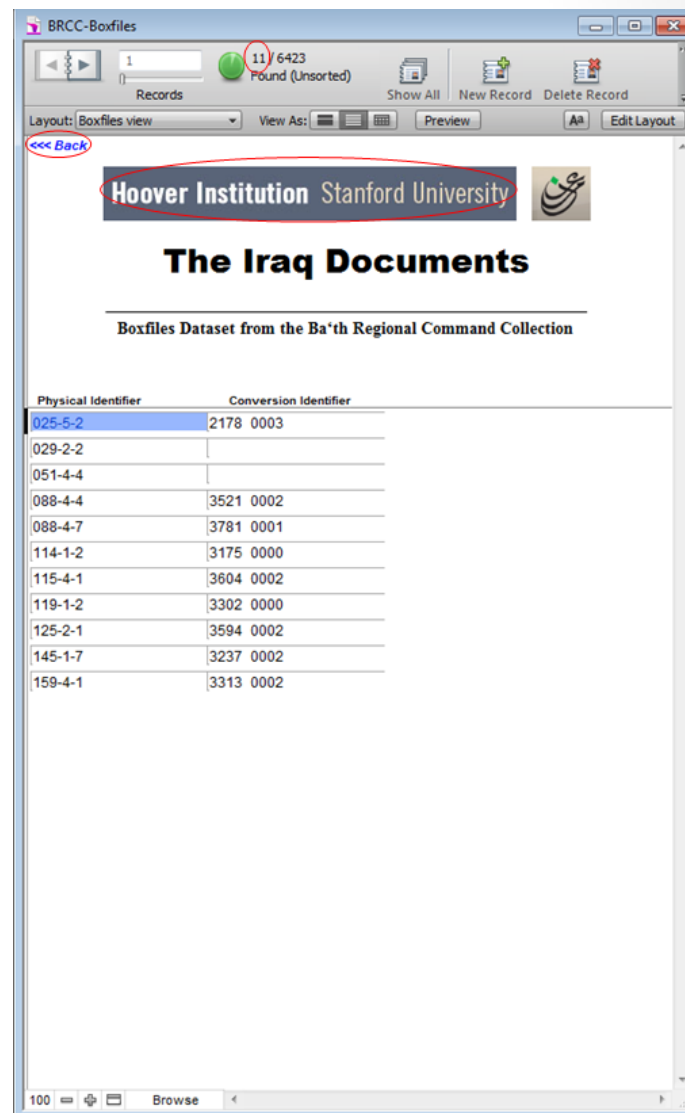 BRCC-Boxfiles
1
11 / 6423
Found (Unsorted)
Records
Show All
New Record
Delete Record
Layout: Boxfiles view
View As:
Preview
Aa
Edit Layout
<<< Back
Hoover Institution Stanford University
The Iraq Documents
Boxfiles Dataset from the Ba‘th Regional Command Collection
Physical Identifier Conversion Identifier
025-5-2 2178 0003
029-2-2
051-4-4
088-4-4 3521 0002
088-4-7 3781 0001
114-1-2 3175 0000
115-4-1 3604 0002
119-1-2 3302 0000
125-2-1 3594 0002
145-1-7 3237 0002
159-4-1 3313 0002
100 Browse